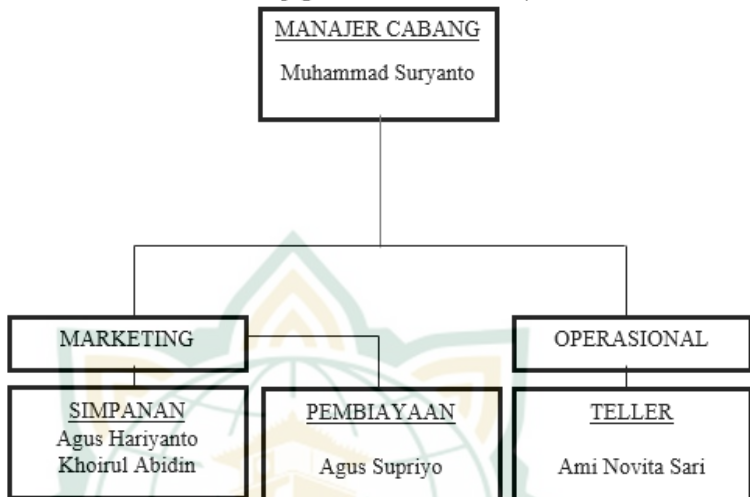 MANAJER CABANG
Muhammad Suryanto
MARKETING
OPERASIONAL
SIMPANAN
Agus Hariyanto
Khoirul Abidin
PEMBIAYAAN
Agus Supriyo
TELLER
Ami Novita Sari